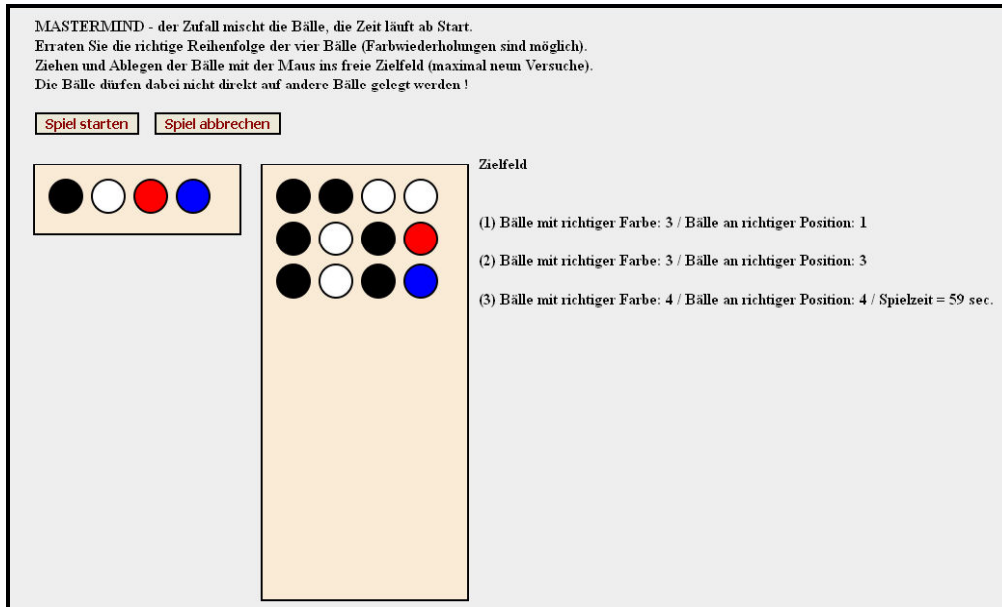 MASTERMIND - der Zufall mischt die Bälle, die Zeit läuft ab Start.
Erraten Sie die richtige Reihenfolge der vier Bälle (Farbwiederholungen sind möglich).
Ziehen und Ablegen der Bälle mit der Maus ins freie Zielfeld (maximal neun Versuche).
Die Bälle dürfen dabei nicht direkt auf andere Bälle gelegt werden !
Spiel starten Spiel abbrechen
Zielfeld
(1) Bälle mit richtiger Farbe: 3 / Bälle an richtiger Position: 1
(2) Bälle mit richtiger Farbe: 3 / Bälle an richtiger Position: 3
(3) Bälle mit richtiger Farbe: 4 / Bälle an richtiger Position: 4 / Spielzeit = 59 sec.